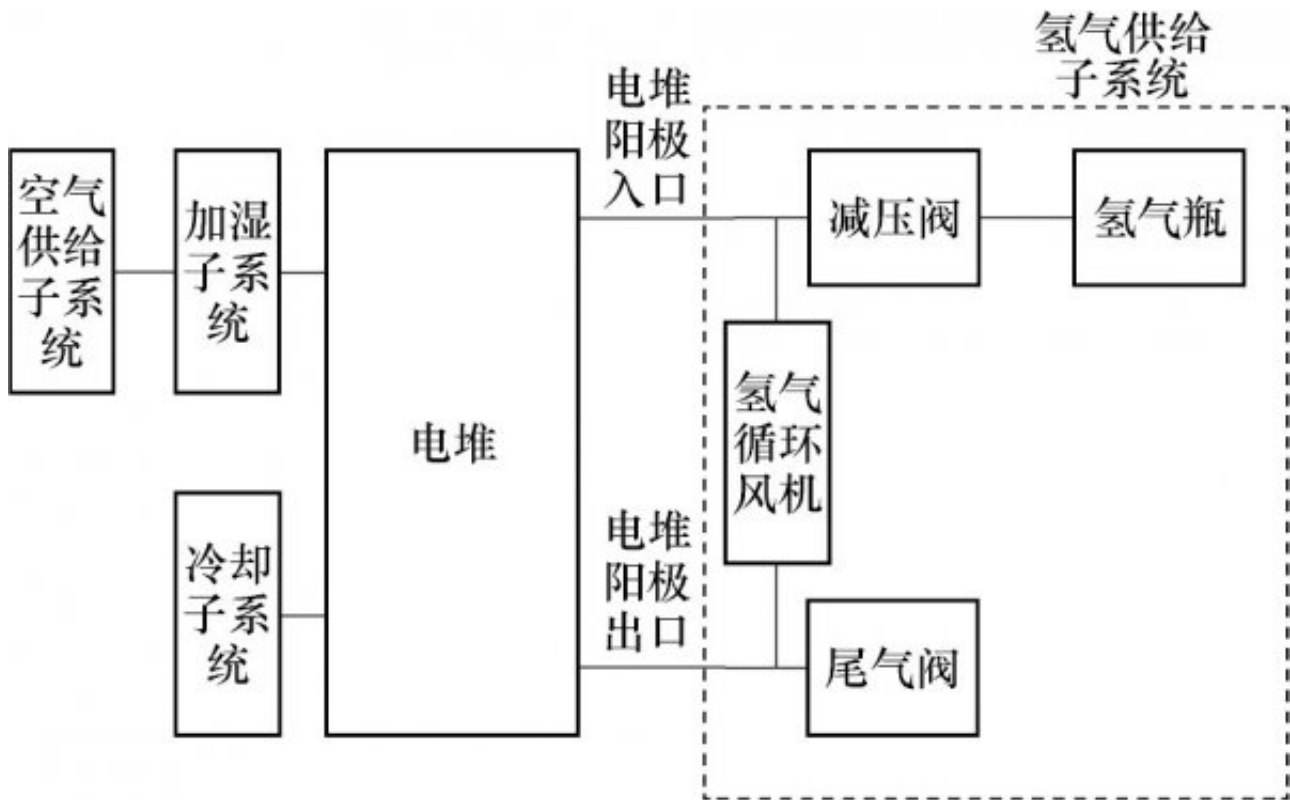 氢气供给
子系统
电堆
阳极
入口
空气
供给
子系
统
加湿
子系
统
减压阀
氢气瓶
氢气
循环
风机
电堆
电堆
阳极
出口
冷却
子系
统
尾气阀